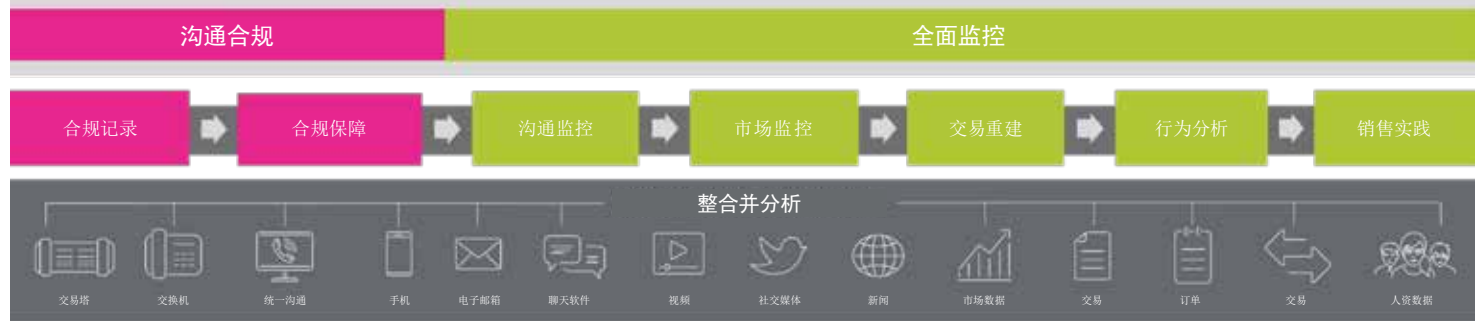 沟通合规
全面监控
合规记录
合规保障
沟通监控
市场监控
交易重建
行为分析
销售实践
整合并分析
交易塔
交换机
统一沟通
手机
电子邮箱
聊天软件
视频
社交媒体
新闻
市场数据
交易
订单
交易
人资数据